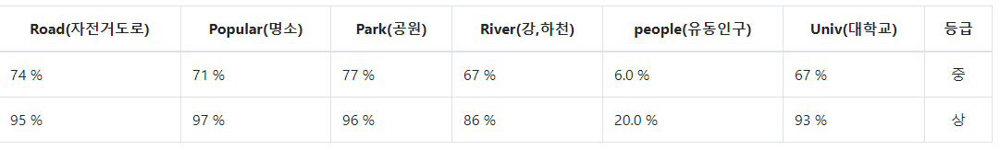 Road(자전거도로) Popular(명소) Park(공원) River(강,하천) people(유동인구) Univ(대학교) 등급
74 % 71 % 77 % 67 % 6.0 % 67 % 중
95 % 97 % 96 % 86 % 20.0 % 93 % 상